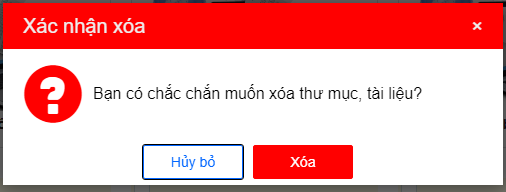 Xác nhận xóa ×
Bạn có chắc chắn muốn xóa thư mục, tài liệu?
Hủy bỏ Xóa